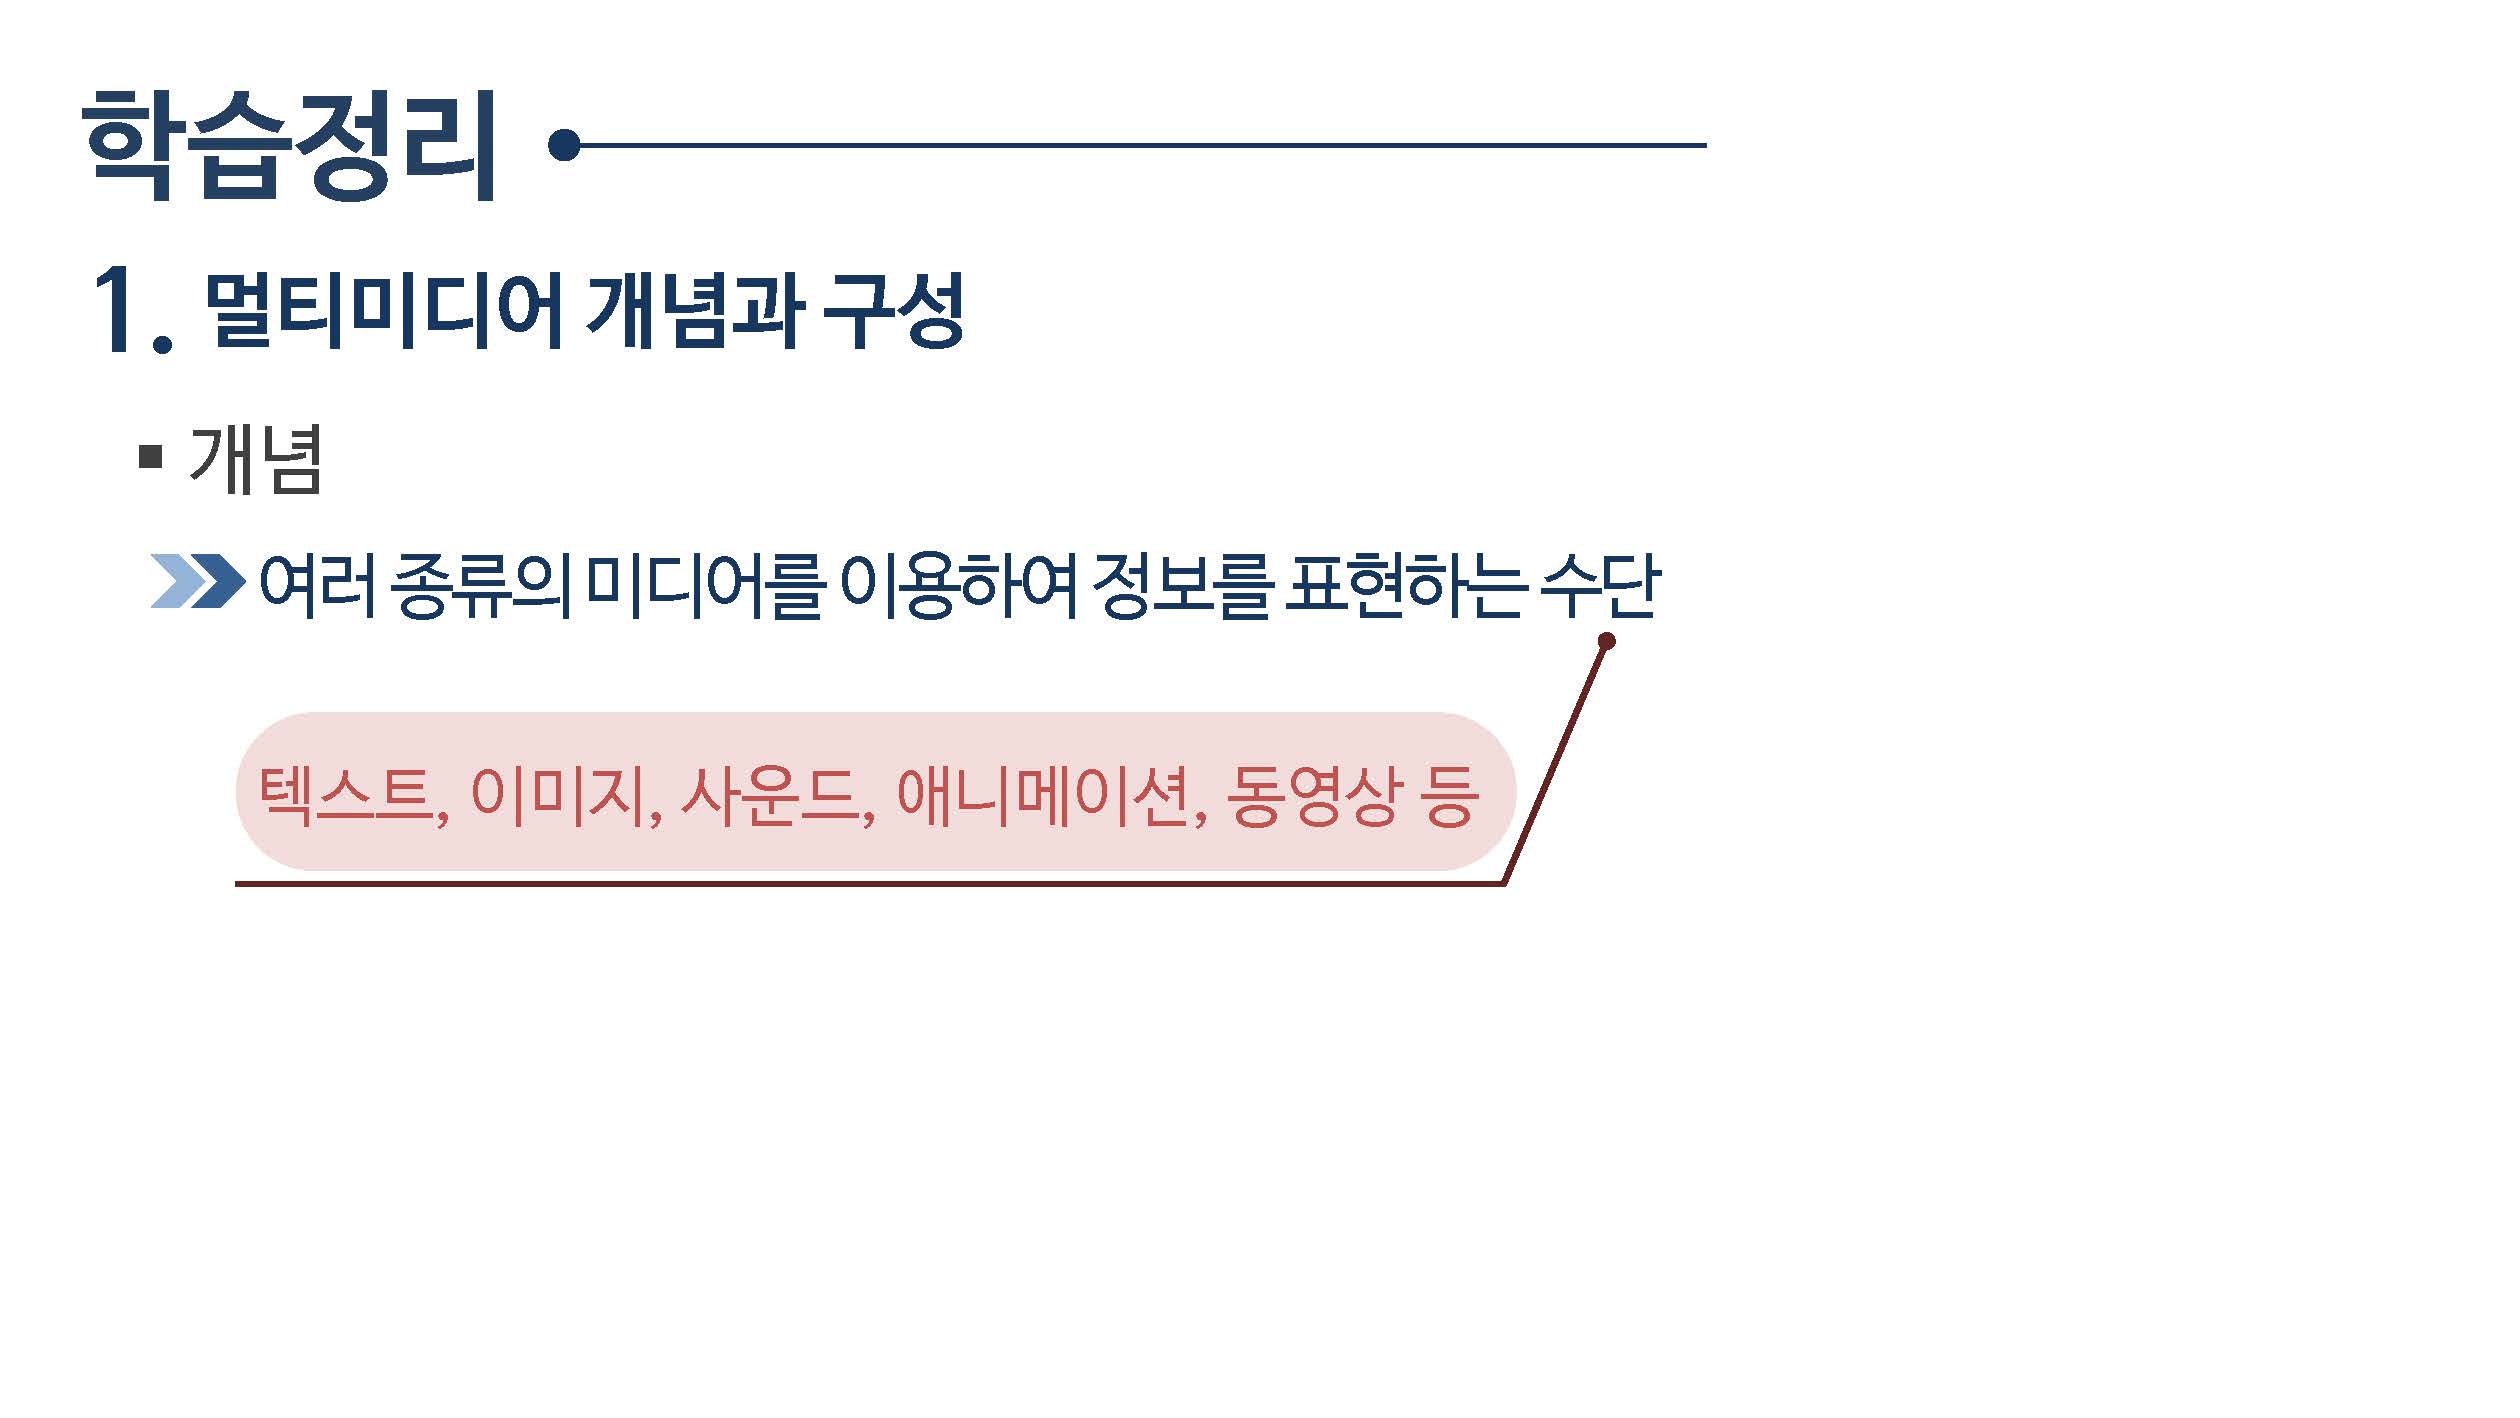 학습정리
1. 멀티미디어 개념과 구성
▪ 개념
여러 종류의 미디어를 이용하여 정보를 표현하는 수단
텍스트, 이미지, 사운드, 애니메이션, 동영상 등